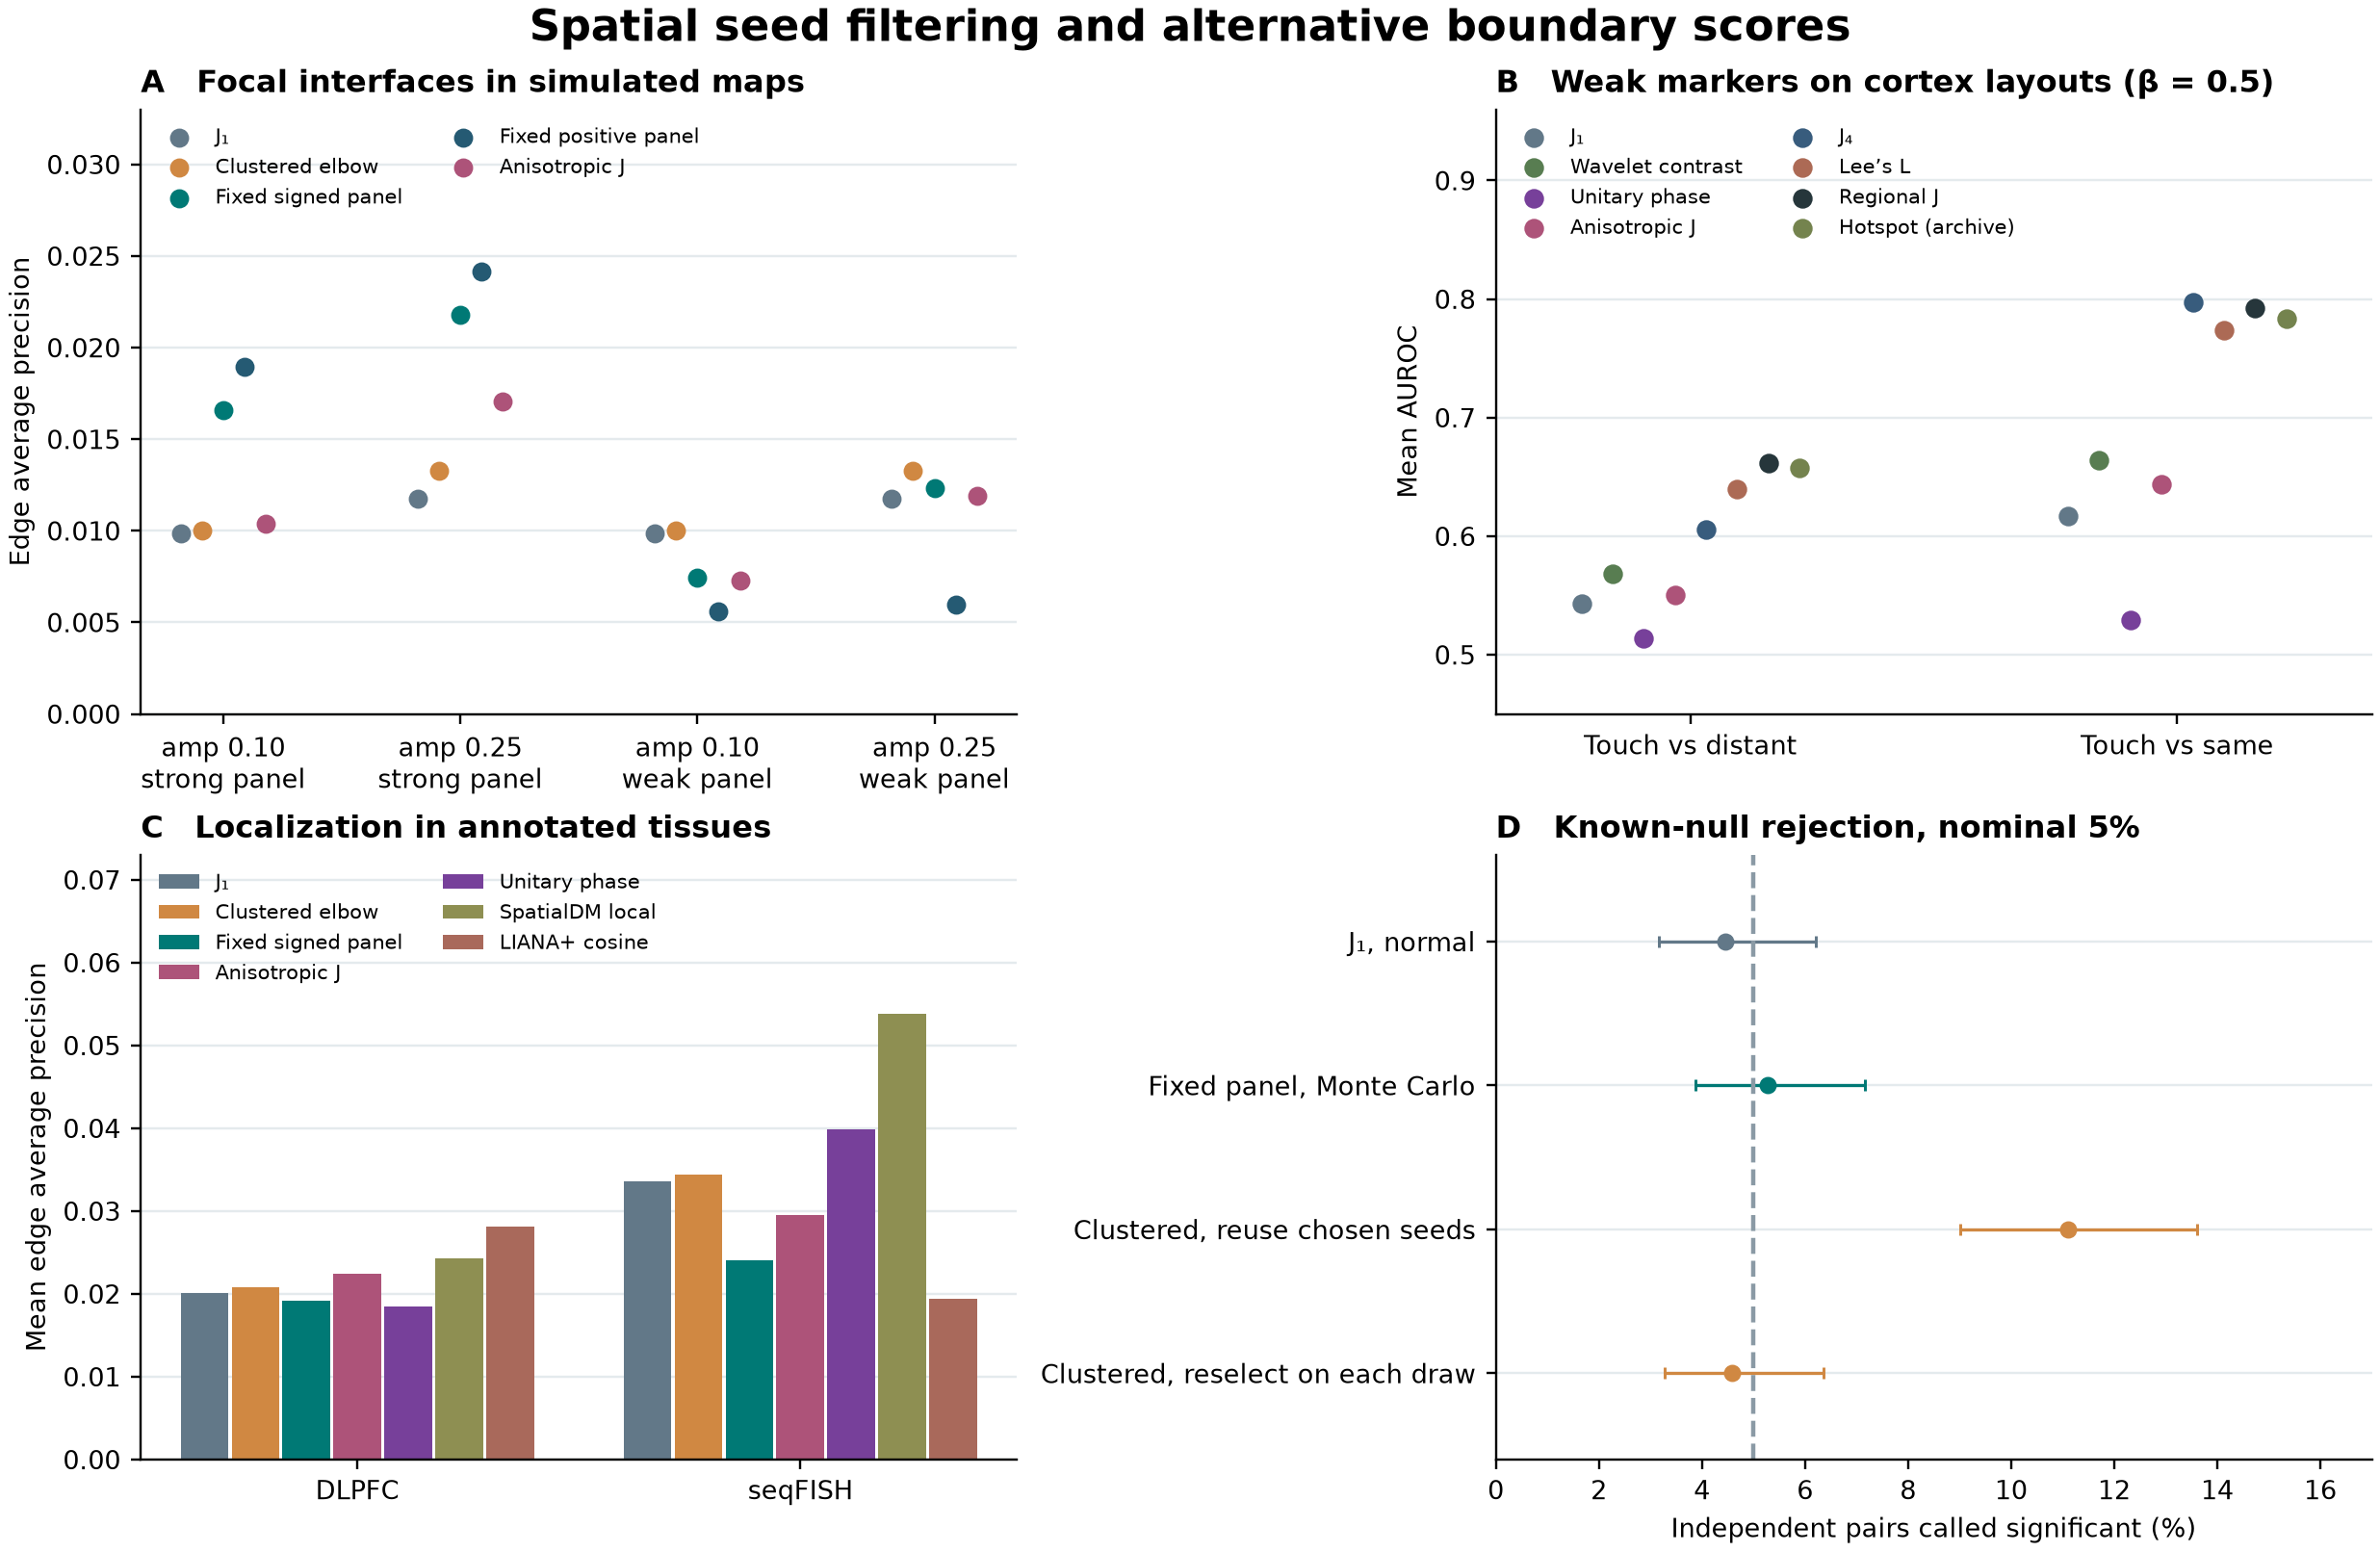 Spatial seed filtering and alternative boundary scores
A Focal interfaces in simulated maps
J₁
Clustered elbow
Fixed signed panel
Fixed positive panel
Anisotropic J
Edge average precision
0.030
0.025
0.020
0.015
0.010
0.005
0.000
amp 0.10
strong panel
amp 0.25
strong panel
amp 0.10
weak panel
amp 0.25
weak panel
B Weak markers on cortex layouts (β = 0.5)
J₁
Wavelet contrast
Unitary phase
Anisotropic J
J₄
Lee’s L
Regional J
Hotspot (archive)
Mean AUROC
0.9
0.8
0.7
0.6
0.5
Touch vs distant
Touch vs same
C Localization in annotated tissues
J₁
Clustered elbow
Fixed signed panel
Anisotropic J
Unitary phase
SpatialDM local
LIANA+ cosine
Mean edge average precision
0.07
0.06
0.05
0.04
0.03
0.02
0.01
0.00
DLPFC
seqFISH
D Known-null rejection, nominal 5%
J₁, normal
Fixed panel, Monte Carlo
Clustered, reuse chosen seeds
Clustered, reselect on each draw
0 2 4 6 8 10 12 14 16
Independent pairs called significant (%)